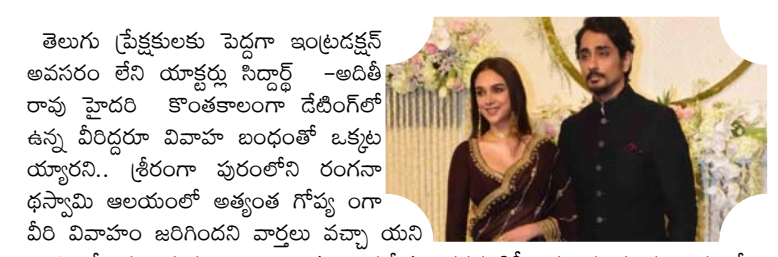 తెలుగు ప్రేక్షకులకు పెద్దగా ఇంట్రడక్షన్
అవసరం లేని యాక్టర్లు సిద్ధార్థ్ -అదితీ
రావు హైదరి కొంతకాలంగా డేటింగ్‌లో
ఉన్న వీరిద్దరూ వివాహ బంధంతో ఒక్కట
య్యారని.. శ్రీరంగా పురంలోని రంగనా
థస్వామి ఆలయంలో అత్యంత గోప్య ంగా
వీరి వివాహం జరిగిందని వార్తలు వచ్చా యని